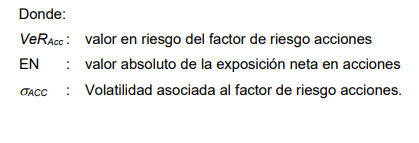 Donde:
VeRAcc : valor en riesgo del factor de riesgo acciones
EN : valor absoluto de la exposición neta en acciones
σACC : Volatilidad asociada al factor de riesgo acciones.